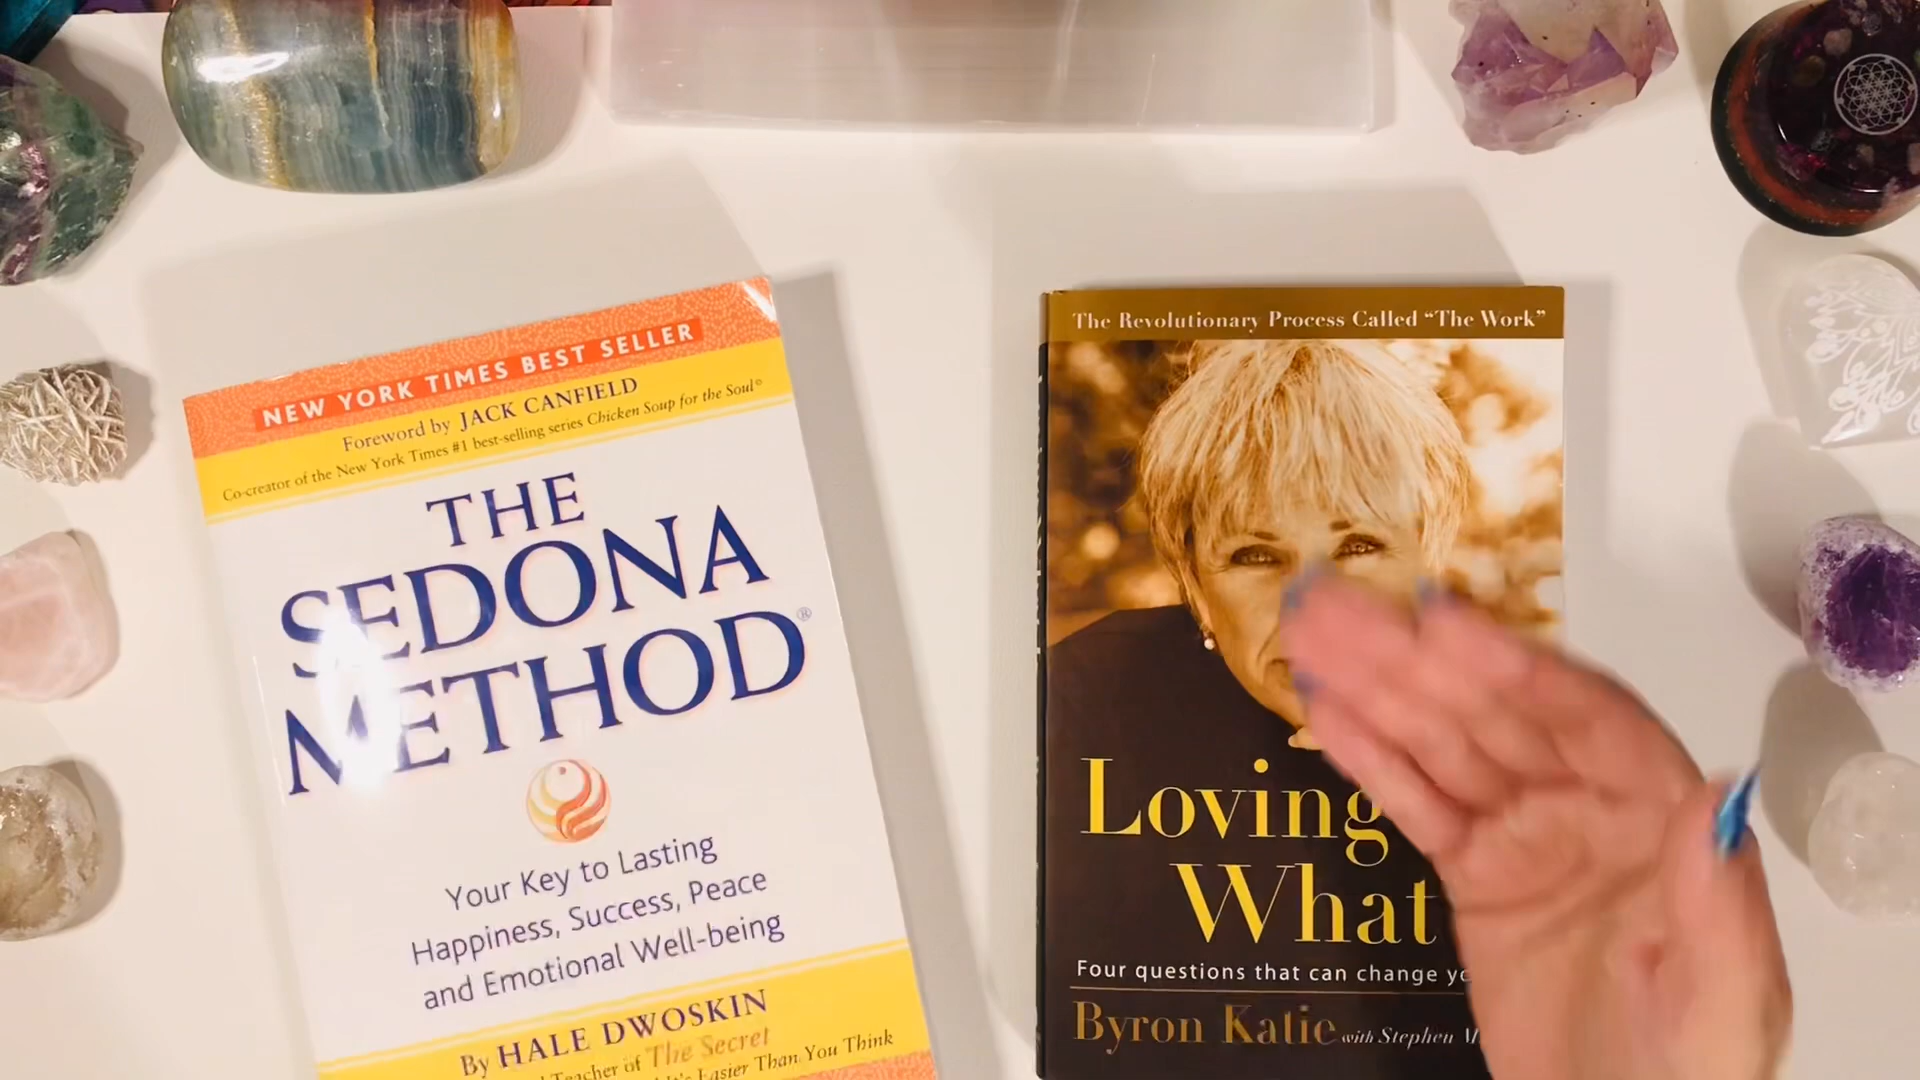 NEW YORK TIMES BEST SELLER
Foreword by JACK CANFIELD
Co-creator of the New York Times #1 best-selling series Chicken Soup for the Soul®
THE
SEDONA
METHOD®
Your Key to Lasting
Happiness, Success, Peace
and Emotional Well-being
By HALE DWOSKIN
Teacher of The Secret
Easier Than You Think
The Revolutionary Process Called "The Work"
Loving
What
Four questions that can change
Byron Katie with Stephen